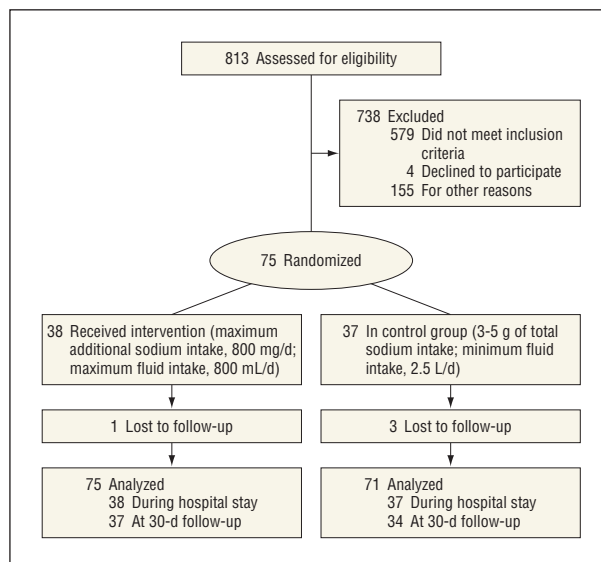 813 Assessed for eligibility
738 Excluded
579 Did not meet inclusion
criteria
4 Declined to participate
155 For other reasons
75 Randomized
38 Received intervention (maximum
additional sodium intake, 800 mg/d;
maximum fluid intake, 800 mL/d)
37 In control group (3-5 g of total
sodium intake; minimum fluid
intake, 2.5 L/d)
1 Lost to follow-up
3 Lost to follow-up
75 Analyzed
38 During hospital stay
37 At 30-d follow-up
71 Analyzed
37 During hospital stay
34 At 30-d follow-up